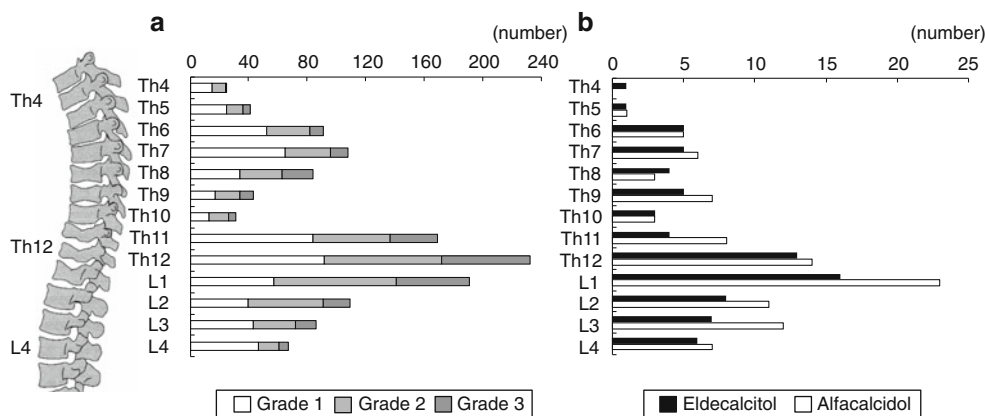 a
(number)
0 40 80 120 160 200 240
Th4
Th5
Th6
Th7
Th8
Th9
Th10
Th11
Th12
L1
L2
L3
L4
Grade 1 Grade 2 Grade 3
Th4
Th12
L4
b
(number)
0 5 10 15 20 25
Th4
Th5
Th6
Th7
Th8
Th9
Th10
Th11
Th12
L1
L2
L3
L4
Eldecalcitol Alfacalcidol